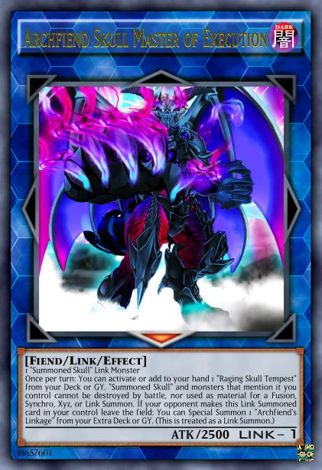 Archfiend Skull Master of Execution
DARK
闇
[Fiend/Link/Effect]
1 "Summoned Skull" Link Monster
Once per turn: You can activate or add to your hand 1 "Raging Skull Tempest"
from your Deck or GY. "Summoned Skull" and monsters that mention it you
control cannot be destroyed by battle, nor used as material for a Fusion,
Synchro, Xyz, or Link Summon. If your opponent makes this Link Summoned
card in your control leave the field: You can Special Summon 1 "Archfiend's
Linkage" from your Extra Deck or GY. (This is treated as a Link Summon.)
ATK/2500 LINK-1
38657601